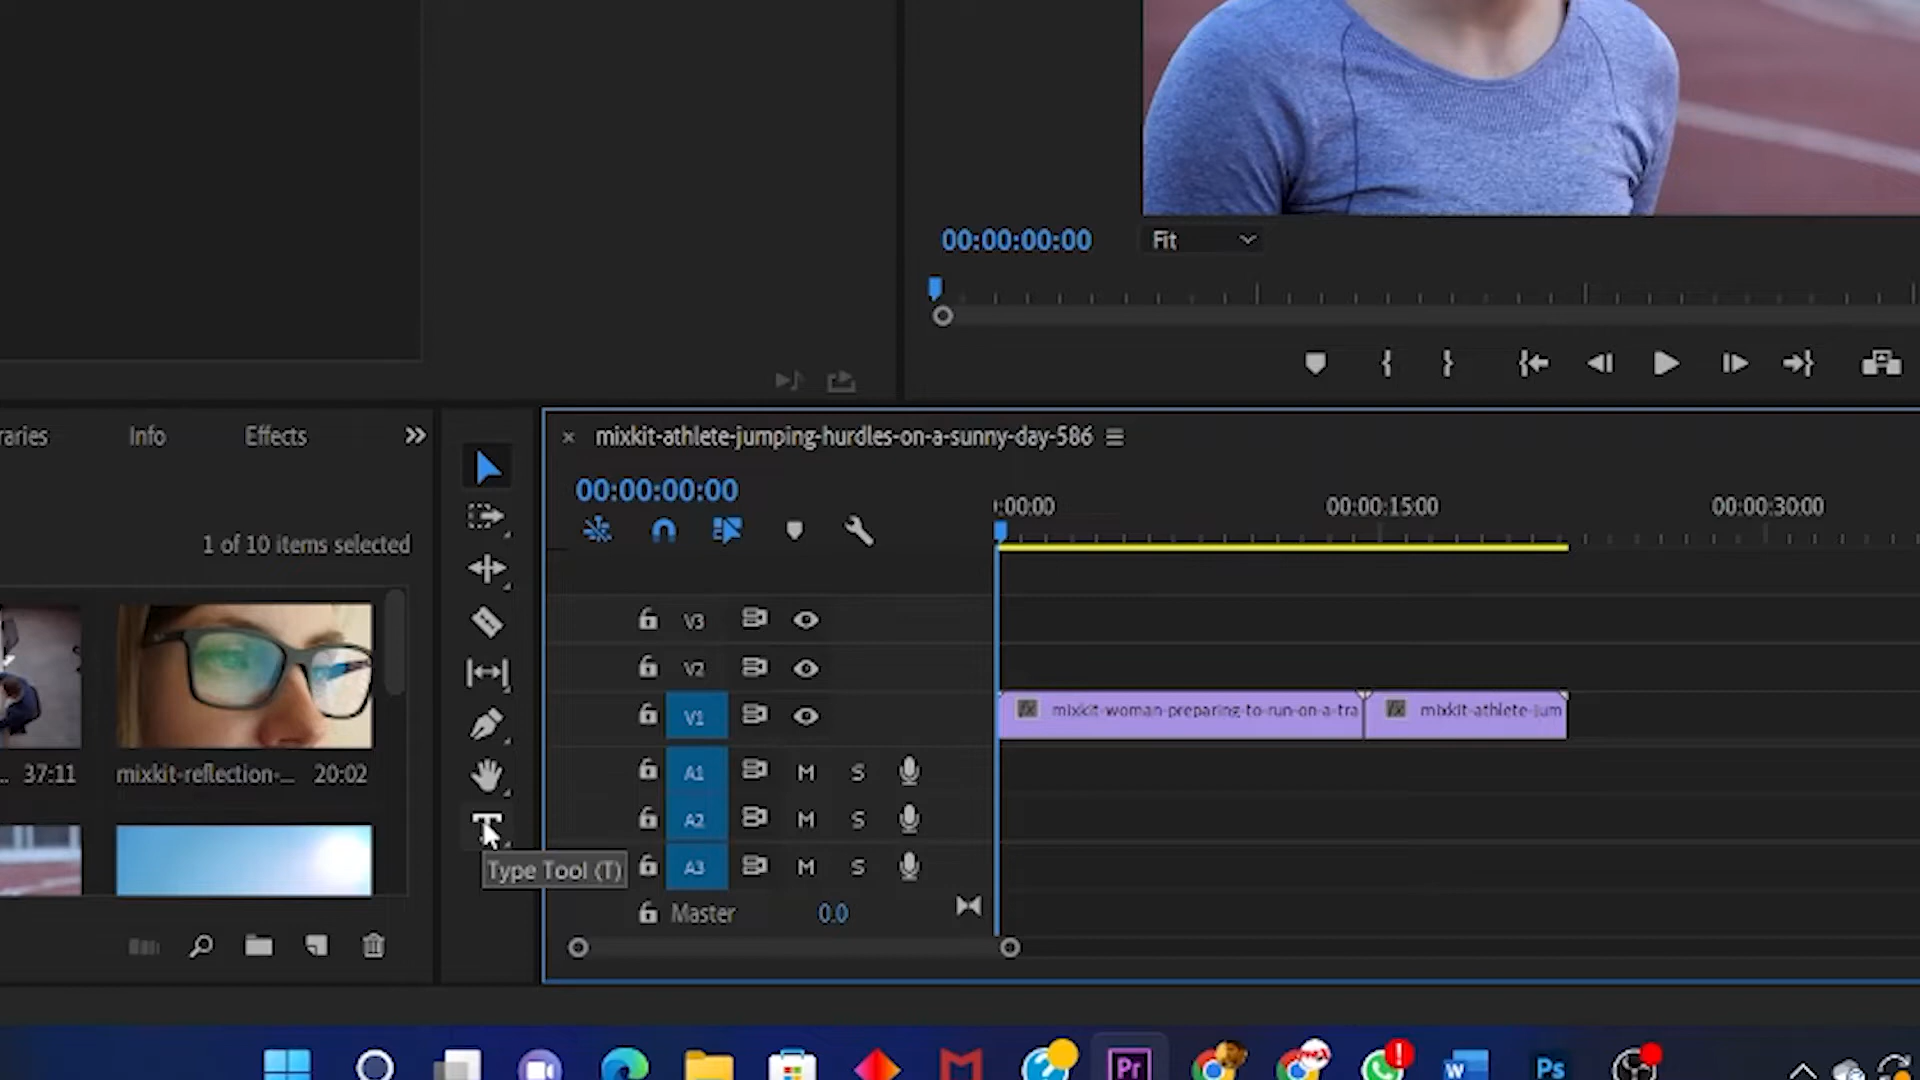 00:00:00:00
Fit
raries
Info
Effects
mixkit-athlete-jumping-hurdles-on-a-sunny-day-586
00:00:00:00
:00:00
00:00:15:00
00:00:30:00
1 of 10 items selected
V3
V2
V1
mixkit-woman-preparing-to-run-on-a-tra
mixkit-athlete-jum
37:11
mixkit-reflection-...
20:02
A1
M
S
A2
M
S
Type Tool (T)
A3
M
S
Master
0.0
Pr
W
Ps